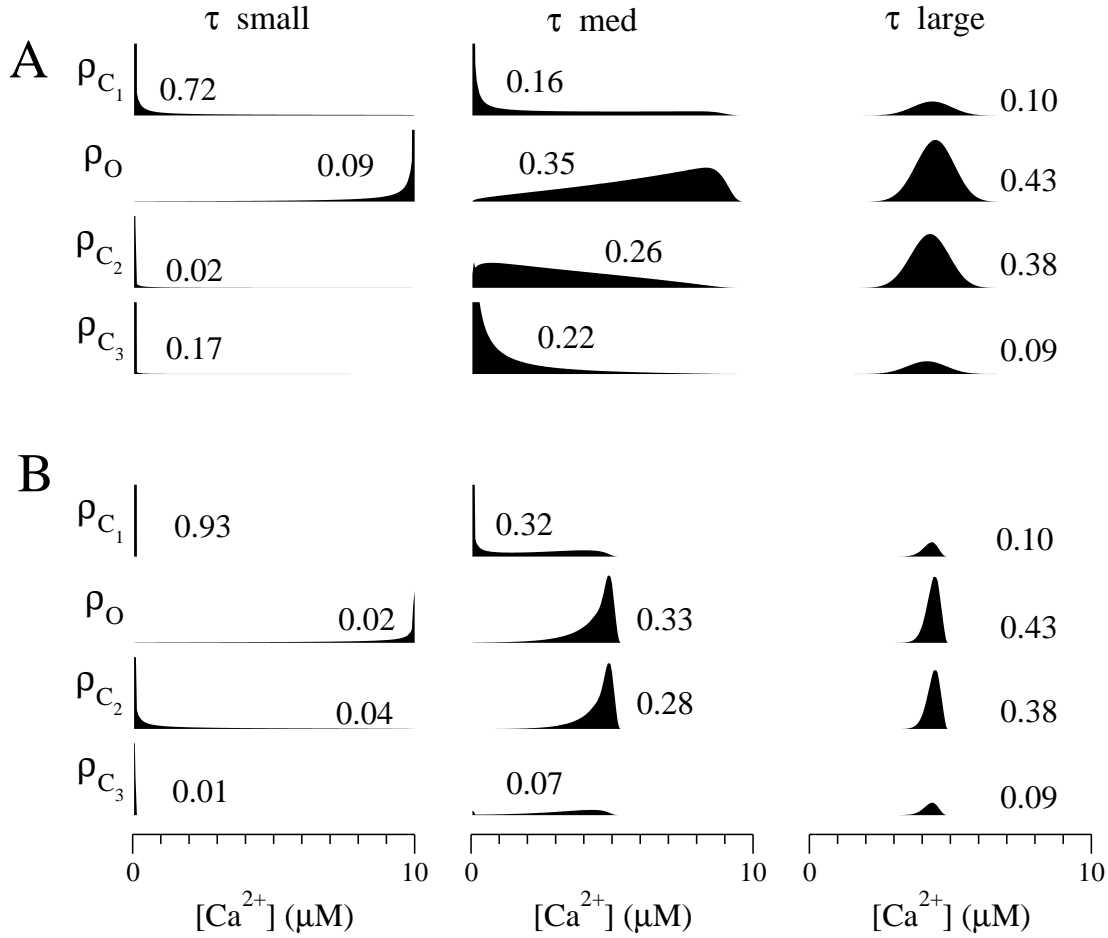 τ small τ med τ large
A
ρC1 0.72 0.16 0.10
ρO 0.09 0.35 0.43
ρC2 0.02 0.26 0.38
ρC3 0.17 0.22 0.09
B
ρC1 0.93 0.32 0.10
ρO 0.02 0.33 0.43
ρC2 0.04 0.28 0.38
ρC3 0.01 0.07 0.09
0 10 0 10 0 10
[Ca2+] (μM) [Ca2+] (μM) [Ca2+] (μM)